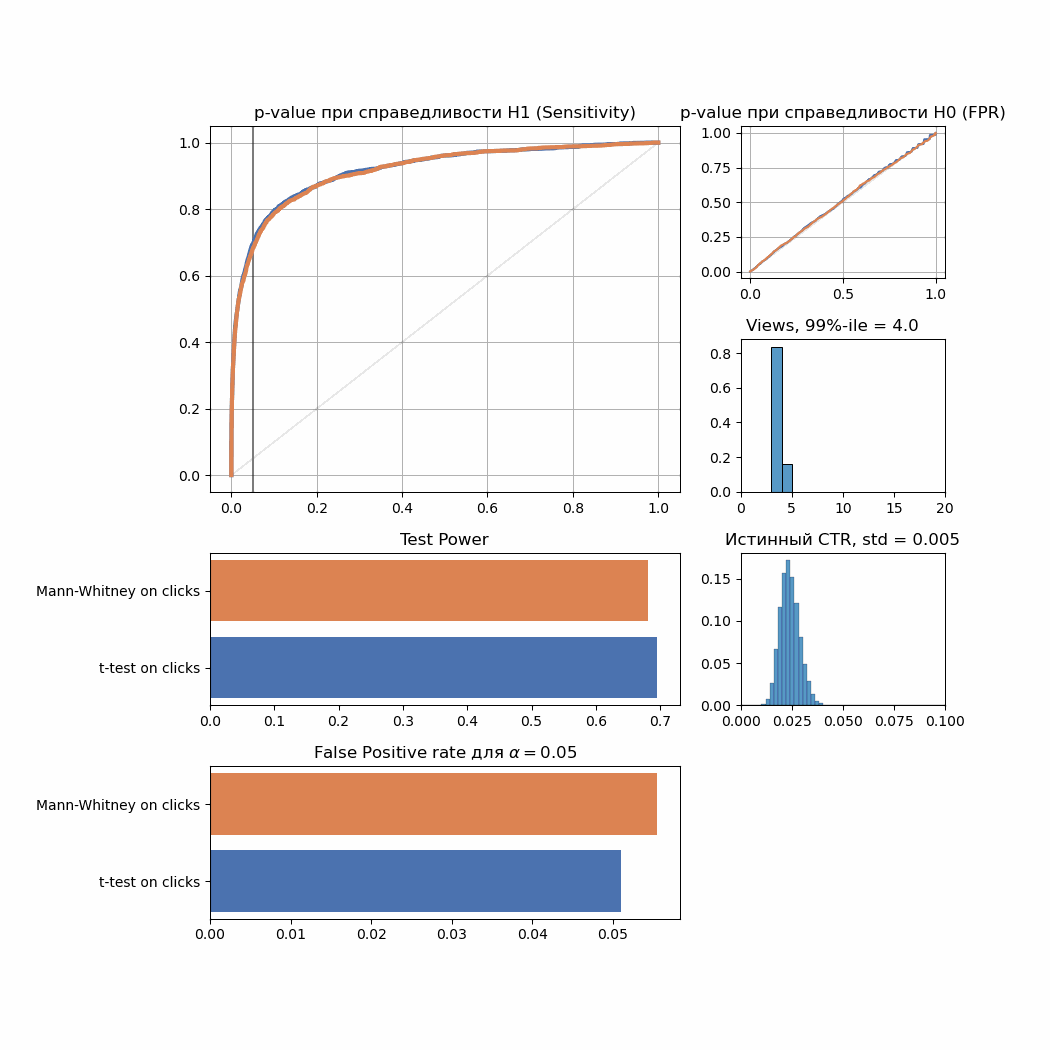 p-value при справедливости H1 (Sensitivity)
1.0
0.8
0.6
0.4
0.2
0.0
0.0 0.2 0.4 0.6 0.8 1.0
p-value при справедливости H0 (FPR)
1.00
0.75
0.50
0.25
0.00
0.0 0.5 1.0
Views, 99%-ile = 4.0
0.8
0.6
0.4
0.2
0.0
0 5 10 15 20
Test Power
Mann-Whitney on clicks
t-test on clicks
0.0 0.1 0.2 0.3 0.4 0.5 0.6 0.7
Истинный CTR, std = 0.005
0.15
0.10
0.05
0.00
0.000 0.025 0.050 0.075 0.100
False Positive rate для α = 0.05
Mann-Whitney on clicks
t-test on clicks
0.00 0.01 0.02 0.03 0.04 0.05